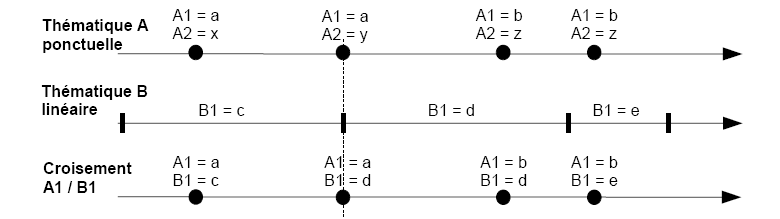 Thématique A
ponctuelle
A1 = a
A2 = x
A1 = a
A2 = y
A1 = b
A2 = z
A1 = b
A2 = z
Thématique B
linéaire
B1 = c
B1 = d
B1 = e
Croisement
A1 / B1
A1 = a
B1 = c
A1 = a
B1 = d
A1 = b
B1 = d
A1 = b
B1 = e